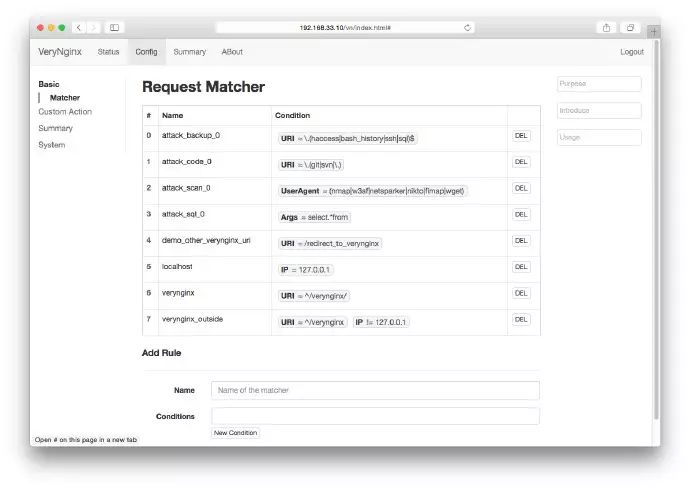 192.168.33.10/vn/index.html#
VeryNginx Status Config Summary ABout Logout
Basic
Matcher
Custom Action
Summary
System
Request Matcher
# Name Condition
0 attack_backup_0 URI ≈ \.(htaccess|bash_history|ssh|sql)$ DEL
1 attack_code_0 URI ≈ \.(git|svn|\.) DEL
2 attack_scan_0 UserAgent ≈ (nmap|w3af|netsparker|nikto|fimap|wget) DEL
3 attack_sql_0 Args ≈ select.*from DEL
4 demo_other_verynginx_uri URI = /redirect_to_verynginx DEL
5 localhost IP = 127.0.0.1 DEL
6 verynginx URI ≈ ^/verynginx/ DEL
7 verynginx_outside URI ≈ ^/verynginx IP != 127.0.0.1 DEL
Add Rule
Name Name of the matcher
Conditions
New Condition
Purpose
Introduce
Usage
Open # on this page in a new tab